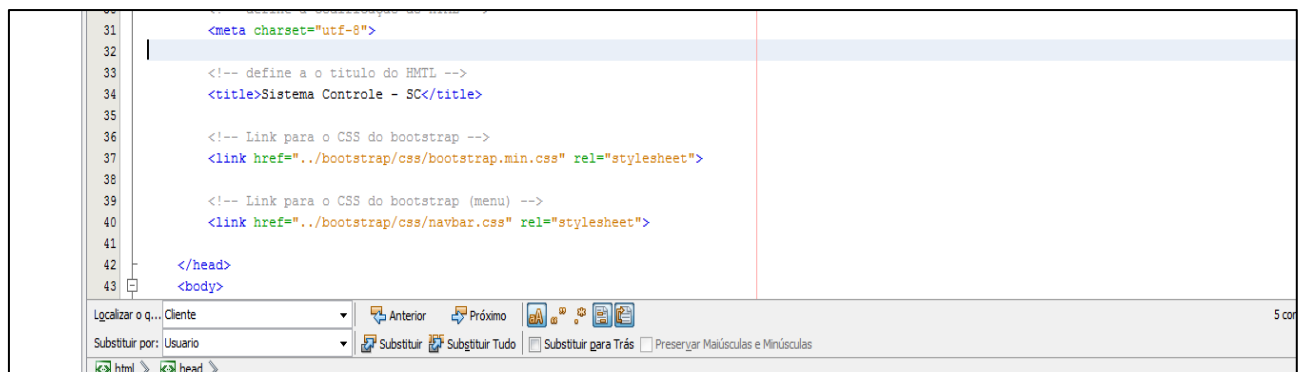 31 <meta charset="utf-8">
32
33 <!-- define a o titulo do HMTL -->
34 <title>Sistema Controle - SC</title>
35
36 <!-- Link para o CSS do bootstrap -->
37 <link href="../bootstrap/css/bootstrap.min.css" rel="stylesheet">
38
39 <!-- Link para o CSS do bootstrap (menu) -->
40 <link href="../bootstrap/css/navbar.css" rel="stylesheet">
41
42 </head>
43 <body>
Localizar o q... Cliente Anterior Próximo aA 5 cor
Substituir por: Usuario Substituir Substituir Tudo Substituir para Trás Preservar Maiúsculas e Minúsculas
html head